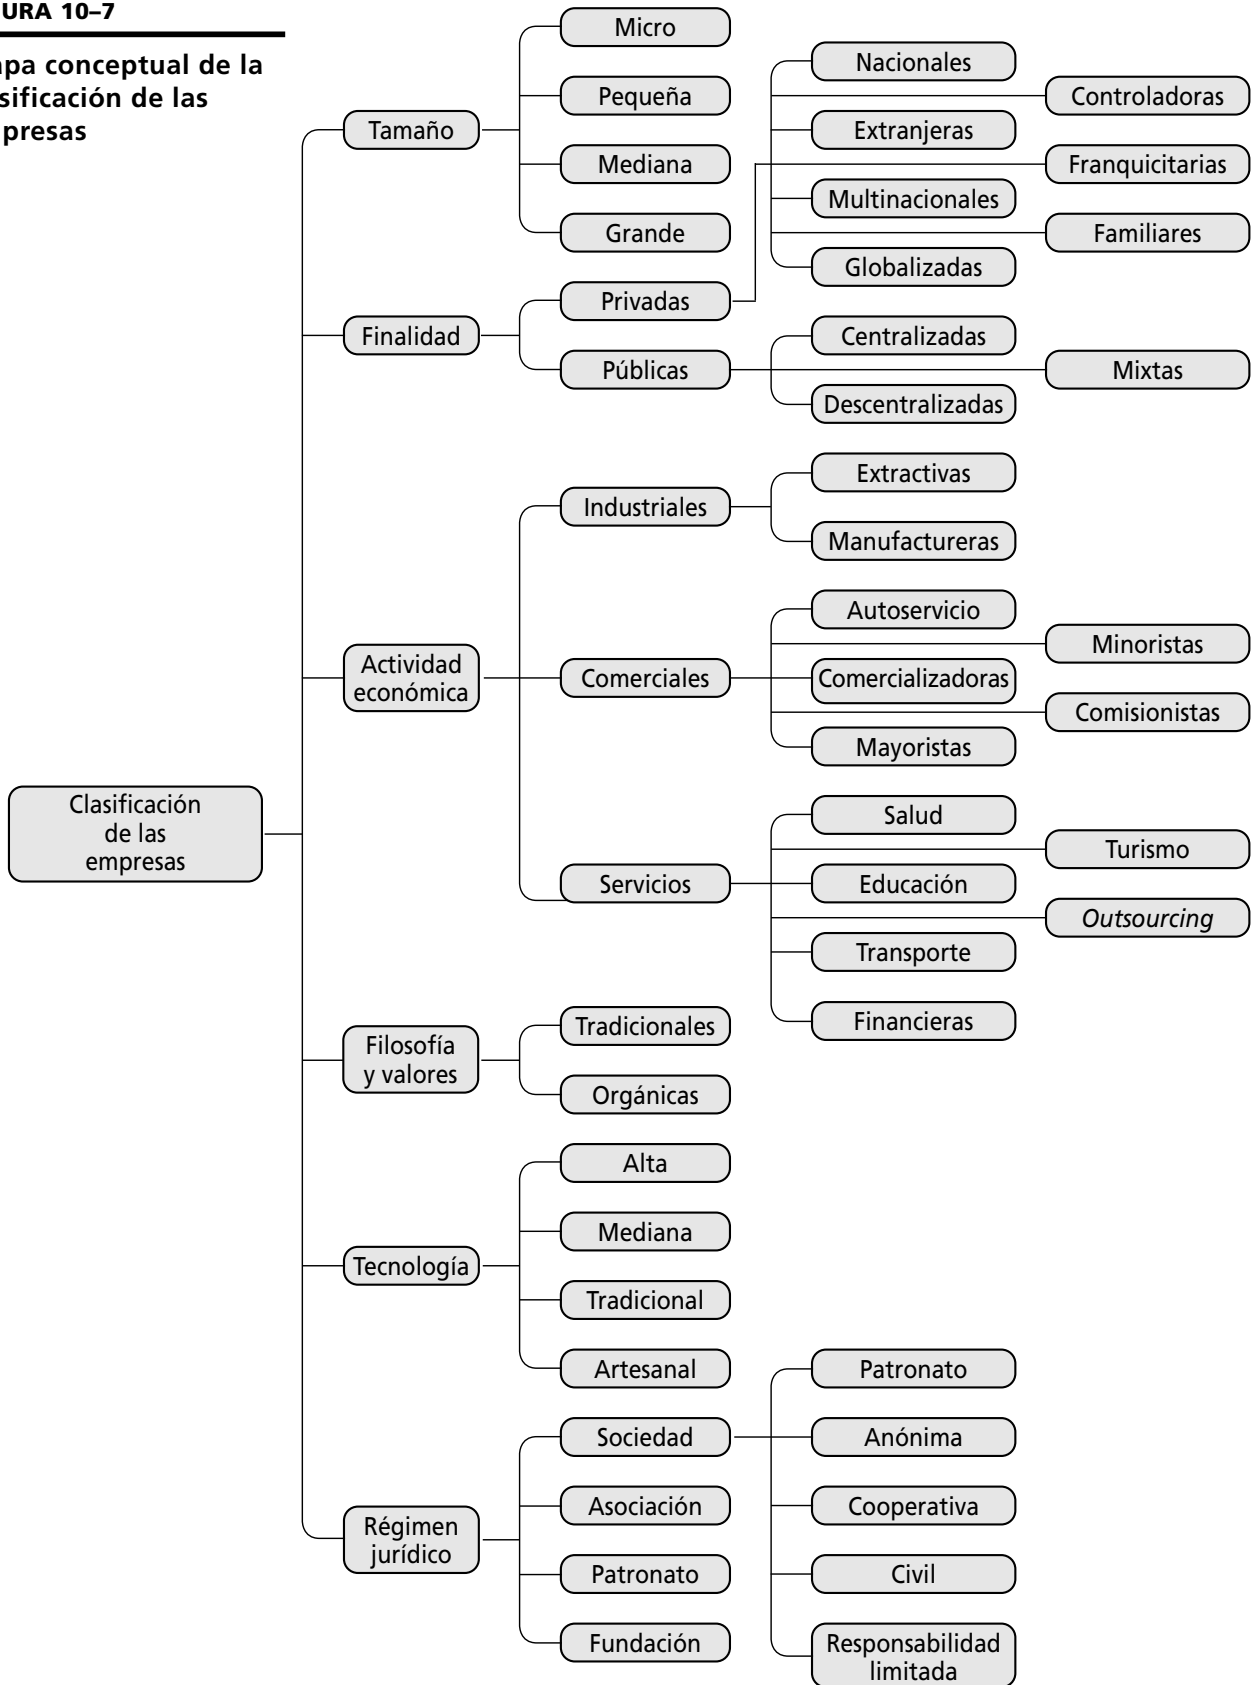 URA 10–7
apa conceptual de la
sificación de las
presas
Micro
Pequeña
Mediana
Grande
Tamaño
Nacionales
Controladoras
Extranjeras
Franquicitarias
Multinacionales
Familiares
Globalizadas
Privadas
Finalidad
Públicas
Centralizadas
Mixtas
Descentralizadas
Extractivas
Industriales
Manufactureras
Autoservicio
Minoristas
Actividad
económica
Comerciales
Comercializadoras
Comisionistas
Mayoristas
Clasificación
de las
empresas
Salud
Turismo
Servicios
Educación
Outsourcing
Transporte
Financieras
Filosofía
y valores
Tradicionales
Orgánicas
Alta
Mediana
Tecnología
Tradicional
Artesanal
Patronato
Sociedad
Anónima
Asociación
Cooperativa
Régimen
jurídico
Patronato
Civil
Fundación
Responsabilidad
limitada